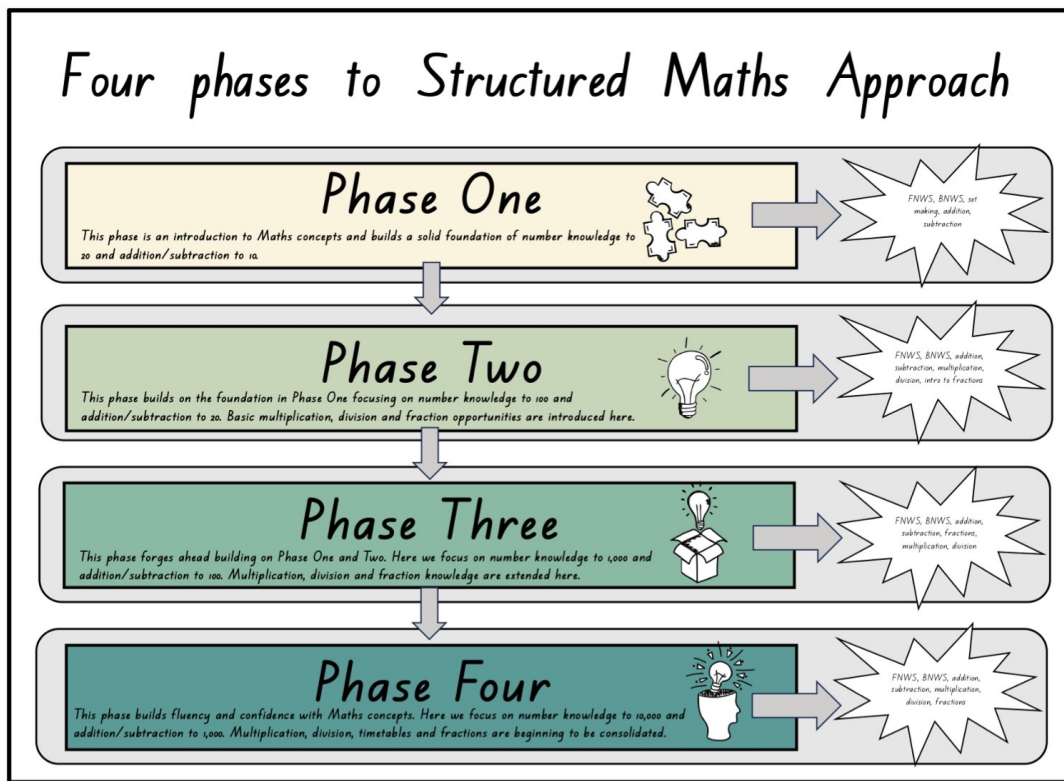 Four phases to Structured Maths Approach
Phase One
This phase is an introduction to Maths concepts and builds a solid foundation of number knowledge to
20 and addition/subtraction to 10.
FNWS, BNWS, set
making, addition,
subtraction
Phase Two
This phase builds on the foundation in Phase One focusing on number knowledge to 100 and
addition/subtraction to 20. Basic multiplication, division and fraction opportunities are introduced here.
FNWS, BNWS, addition,
subtraction, multiplication,
division, intro to fractions
Phase Three
This phase forges ahead building on Phase One and Two. Here we focus on number knowledge to 1,000 and
addition/subtraction to 100. Multiplication, division and fraction knowledge are extended here.
FNWS, BNWS, addition,
subtraction, fractions,
multiplication, division
Phase Four
This phase builds fluency and confidence with Maths concepts. Here we focus on number knowledge to 10,000 and
addition/subtraction to 1,000. Multiplication, division, timetables and fractions are beginning to be consolidated.
FNWS, BNWS, addition,
subtraction, multiplication,
division, fractions